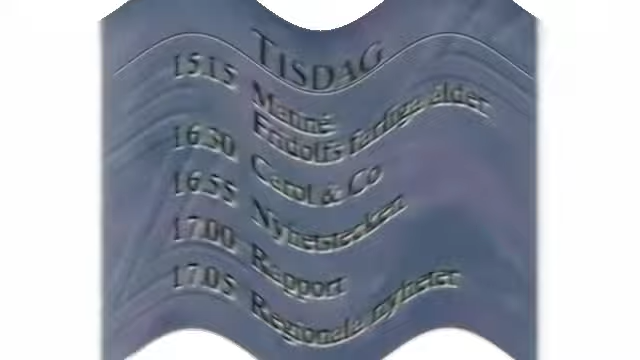 TISDAG
15.15 Matiné
Fridolfs farliga ålder
16.30 Carol & Co
16.55 Nyhetstecken
17.00 Rapport
17.05 Regionala nyheter